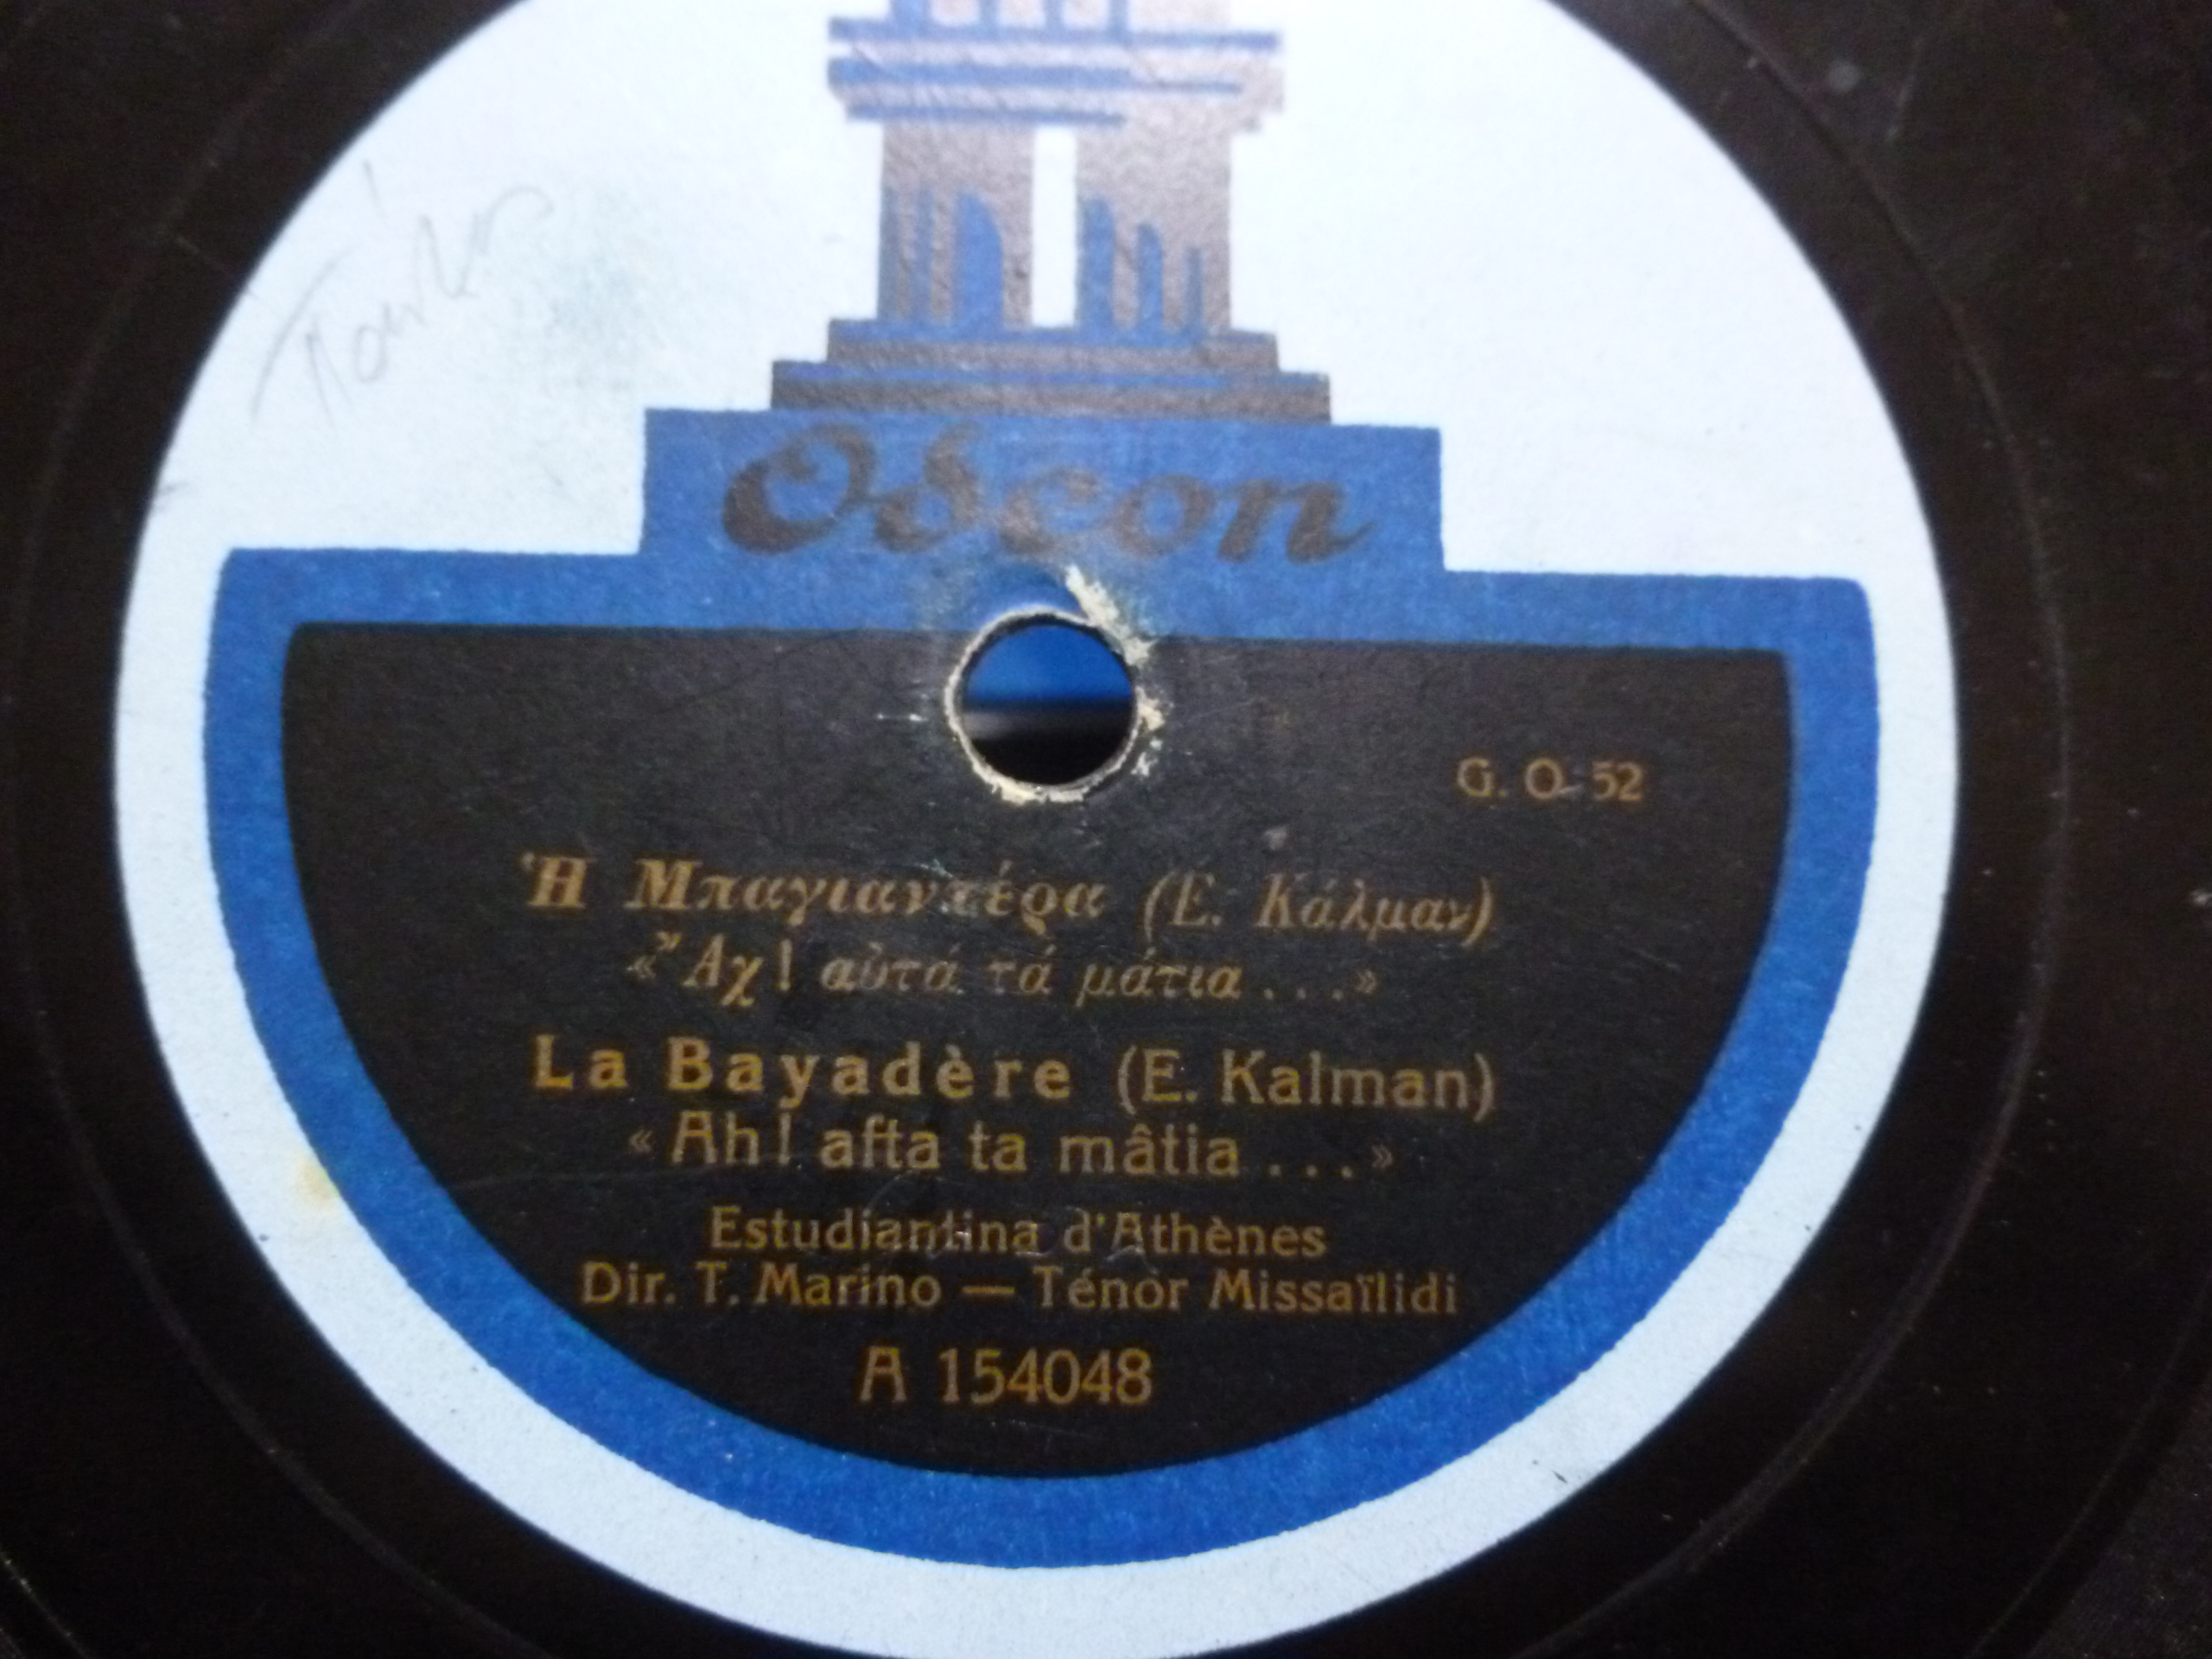 Odeon
G. O. 52
Ἡ Μπαγιαντέρα (Ε. Κάλμαν)
«Ἄχ! αὐτά τά μάτια . . .»
La Bayadère (E. Kalman)
« Ah! afta ta mâtia . . . »
Estudiantina d'Athènes
Dir. T. Marino — Ténor Missaïlidi
A 154048